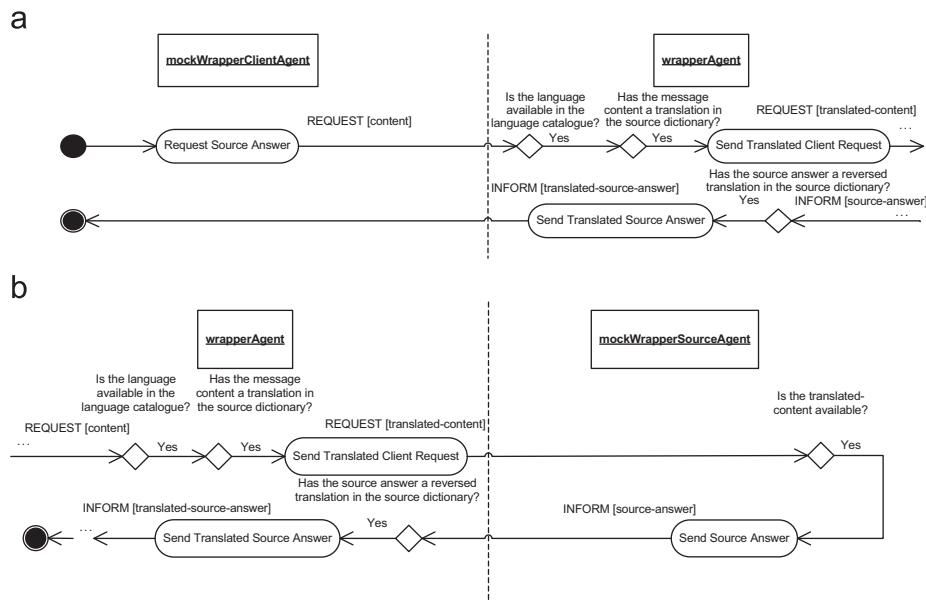 a
mockWrapperClientAgent
wrapperAgent
Is the language
available in the
language catalogue?
Has the message
content a translation in
the source dictionary?
REQUEST [content]
REQUEST [translated-content]
...
Yes
Yes
Request Source Answer
Send Translated Client Request
Has the source answer a reversed
translation in the source dictionary?
INFORM [translated-source-answer]
Yes
INFORM [source-answer]
...
Send Translated Source Answer
b
wrapperAgent
mockWrapperSourceAgent
Is the language
available in the
language catalogue?
Has the message
content a translation in
the source dictionary?
Is the translated-
content available?
REQUEST [content]
...
REQUEST [translated-content]
Yes
Yes
Yes
Send Translated Client Request
Has the source answer a reversed
translation in the source dictionary?
INFORM [translated-source-answer]
INFORM [source-answer]
...
Yes
Send Translated Source Answer
Send Source Answer